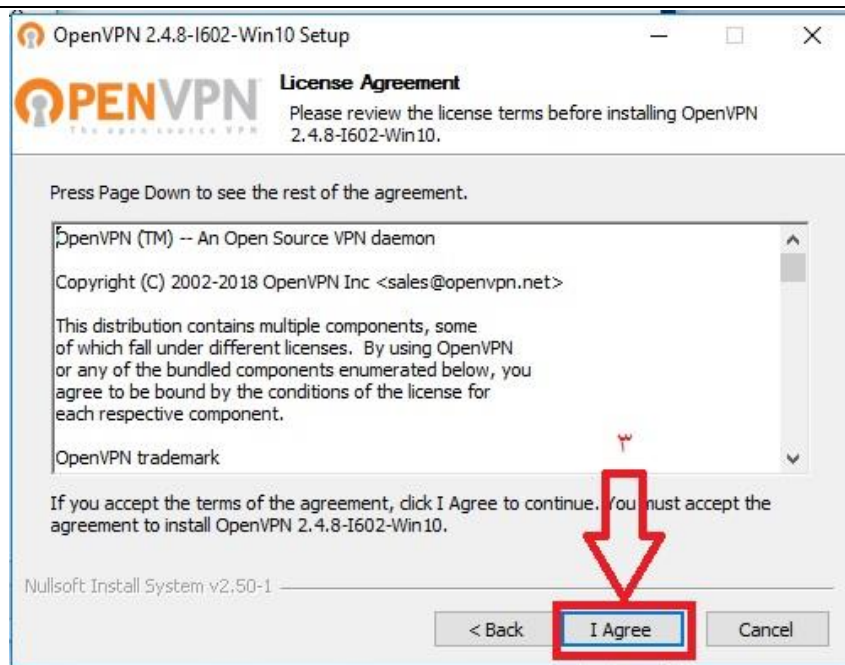 OpenVPN 2.4.8-I602-Win10 Setup
OPENVPN
The open source VPN
License Agreement
Please review the license terms before installing OpenVPN
2.4.8-I602-Win10.
Press Page Down to see the rest of the agreement.
OpenVPN (TM) -- An Open Source VPN daemon
Copyright (C) 2002-2018 OpenVPN Inc <sales@openvpn.net>
This distribution contains multiple components, some
of which fall under different licenses. By using OpenVPN
or any of the bundled components enumerated below, you
agree to be bound by the conditions of the license for
each respective component.
OpenVPN trademark
۳
If you accept the terms of the agreement, click I Agree to continue. You must accept the
agreement to install OpenVPN 2.4.8-I602-Win10.
Nullsoft Install System v2.50-1
< Back
I Agree
Cancel